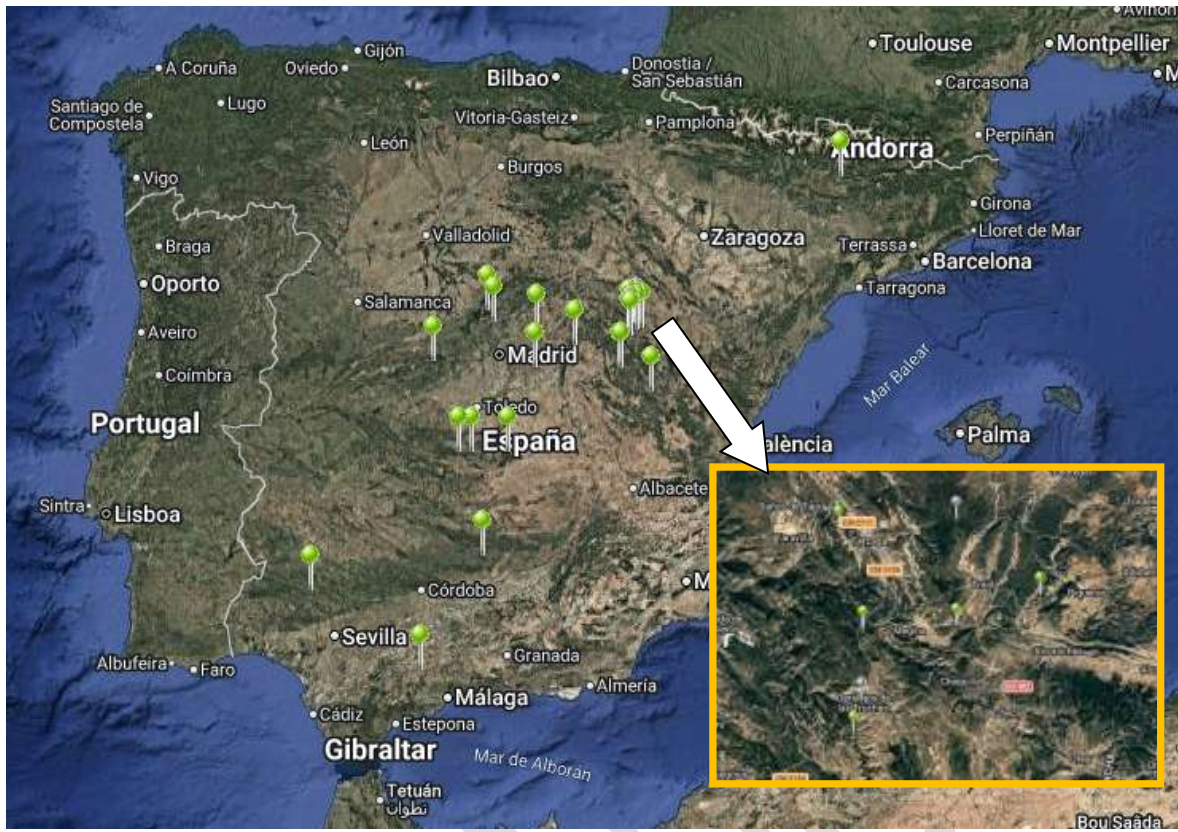 Avinon
Gijón
Toulouse
Montpellier
A Coruña
Oviedo
Bilbao
Donostia /
San Sebastián
Carcasona
Lugo
Santiago de
Compostela
Vitoria-Gasteiz
Pamplona
León
Andorra
Perpiñán
Burgos
Vigo
Girona
Valladolid
Zaragoza
Lloret de Mar
Braga
Terrassa
Barcelona
Oporto
Tarragona
Salamanca
Aveiro
Madrid
Coímbra
Mar Balear
Toledo
Portugal
España
alència
Palma
Albacete
Sintra
Lisboa
M
Córdoba
Sevilla
Granada
Albufeira
Faro
Almería
Málaga
Cádiz
Estepona
Gibraltar
Mar de Alborán
Tetuán
تطوان
Bou Saâda